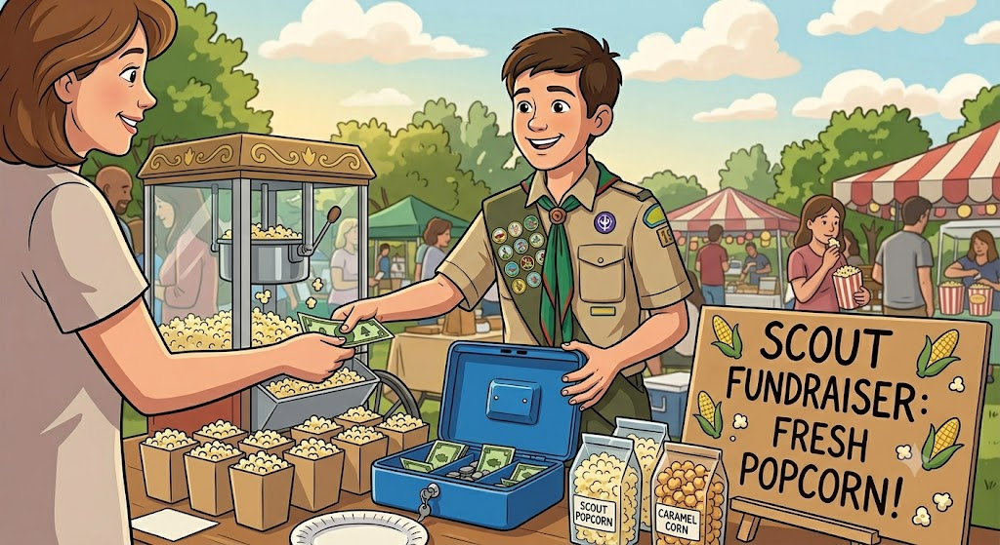 SCOUT
FUNDRAISER:
FRESH
POPCORN!
SCOUT
POPCORN
CARAMEL
CORN